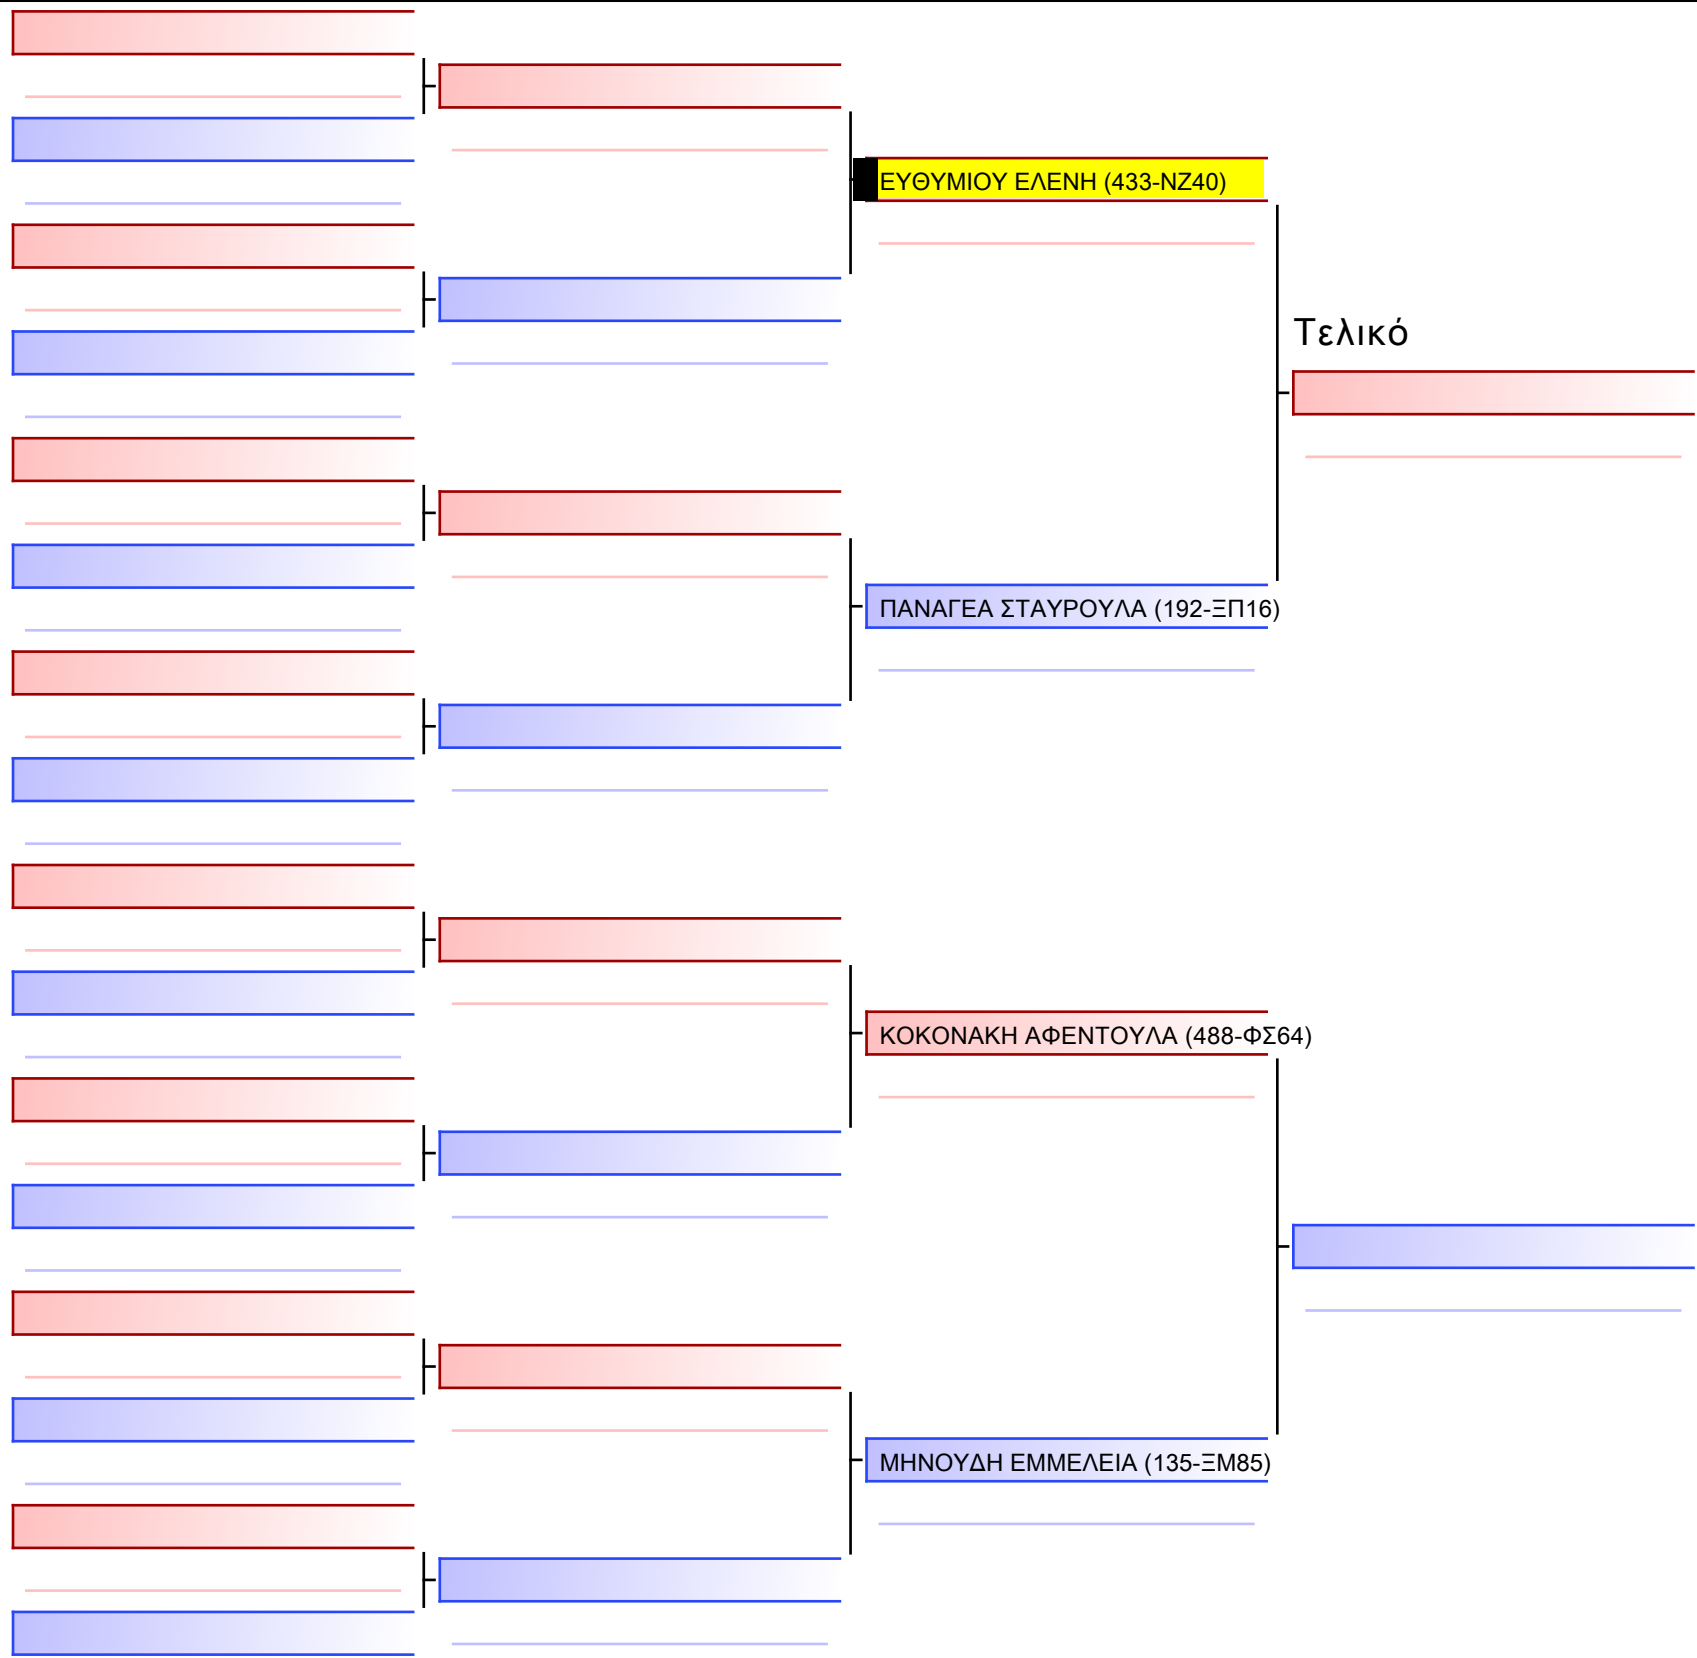 ΕΥΘΥΜΙΟΥ ΕΛΕΝΗ (433-ΝΖ40)
Τελικό
ΠΑΝΑΓΕΑ ΣΤΑΥΡΟΥΛΑ (192-ΞΠ16)
ΚΟΚΟΝΑΚΗ ΑΦΕΝΤΟΥΛΑ (488-ΦΣ64)
ΜΗΝΟΥΔΗ ΕΜΜΕΛΕΙΑ (135-ΞΜ85)